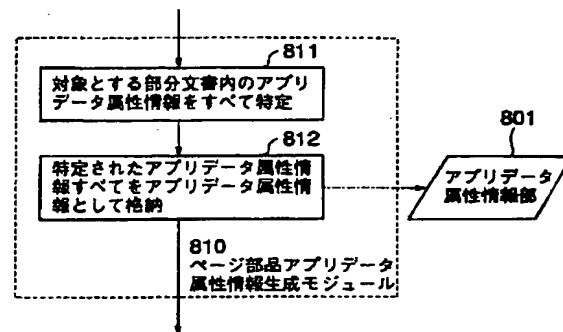 811
対象とする部分文書内のアプリ
データ属性情報をすべて特定
812
特定されたアプリデータ属性情
報すべてをアプリデータ属性情
報として格納
801
アプリデータ
属性情報部
810
ページ部品アプリデータ
属性情報生成モジュール